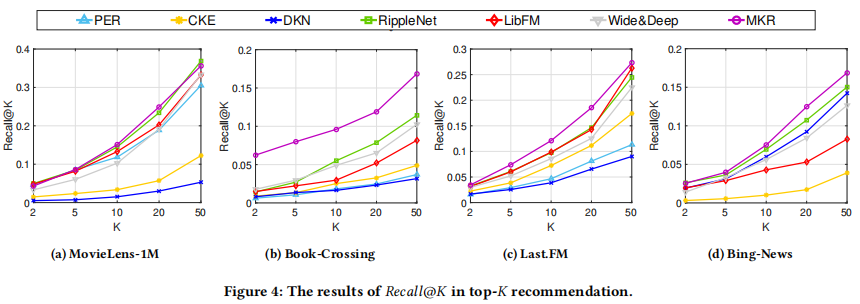 PER CKE DKN RippleNet LibFM Wide&Deep MKR
0.4
0.3
0.2
0.1
0
Recall@K
2 5 10 20 50
K
(a) MovieLens-1M
0.2
0.15
0.1
0.05
0
Recall@K
2 5 10 20 50
K
(b) Book-Crossing
0.3
0.25
0.2
0.15
0.1
0.05
0
Recall@K
2 5 10 20 50
K
(c) Last.FM
0.2
0.15
0.1
0.05
0
Recall@K
2 5 10 20 50
K
(d) Bing-News
Figure 4: The results of Recall@K in top-K recommendation.